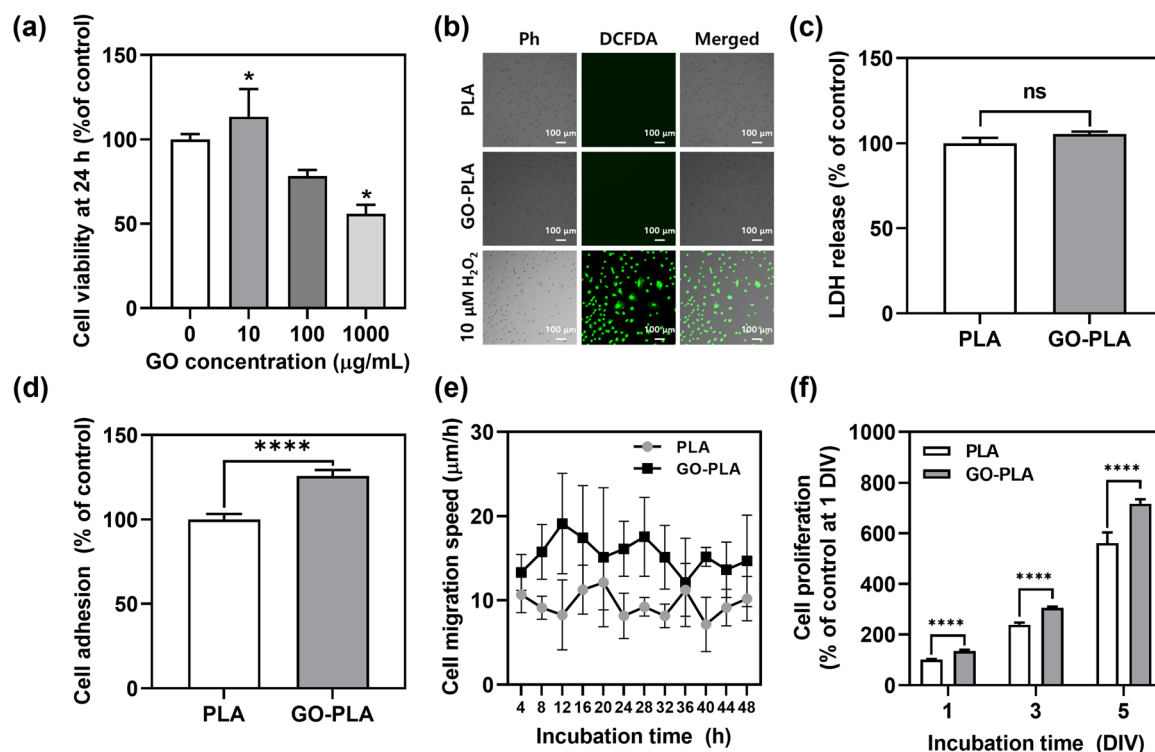 (a)
Cell viability at 24 h (%of control)
150
100
50
0
*
*
0 10 100 1000
GO concentration (μg/mL)
(b)
Ph DCFDA Merged
PLA
100 μm 100 μm 100 μm
GO-PLA
100 μm 100 μm 100 μm
10 μM H₂O₂
100 μm 100 μm 100 μm
(c)
LDH release (% of control)
150
100
50
0
ns
PLA GO-PLA
(d)
Cell adhesion (% of control)
150
100
50
0
****
PLA GO-PLA
(e)
Cell migration speed (μm/h)
30
20
10
0
PLA
GO-PLA
4 8 12 16 20 24 28 32 36 40 44 48
Incubation time (h)
(f)
Cell proliferation
(% of control at 1 DIV)
1000
800
600
400
200
0
PLA
GO-PLA
****
****
****
1 3 5
Incubation time (DIV)